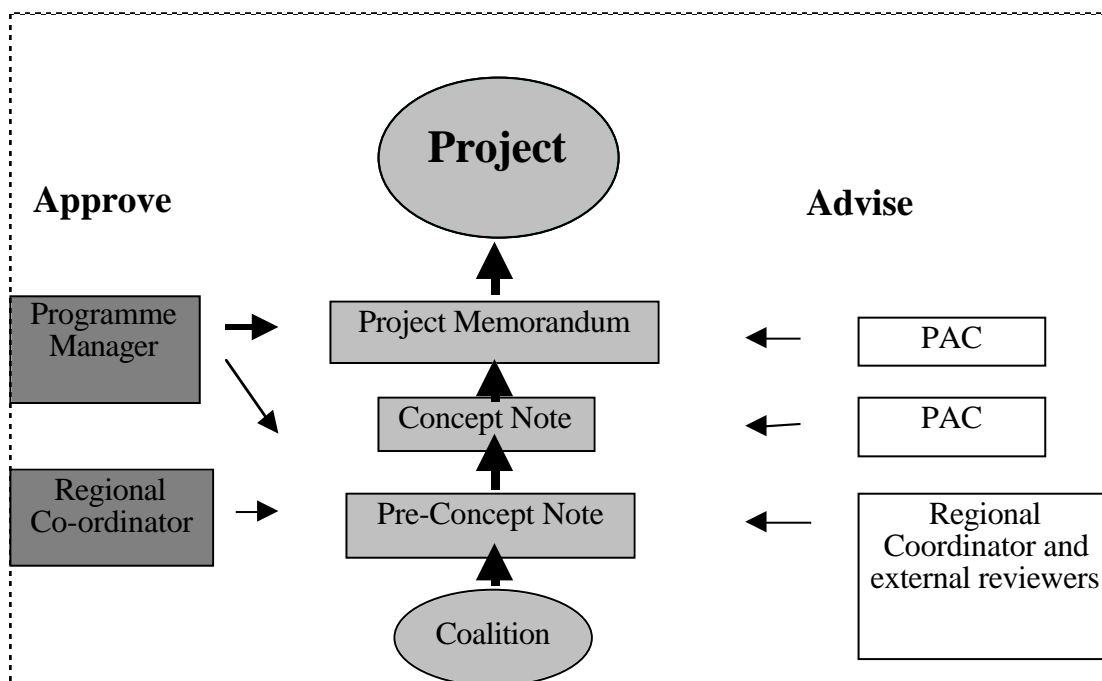 Project
Approve
Advise
Programme
Manager
Project Memorandum
PAC
Concept Note
PAC
Regional
Co-ordinator
Pre-Concept Note
Regional
Coordinator and
external reviewers
Coalition